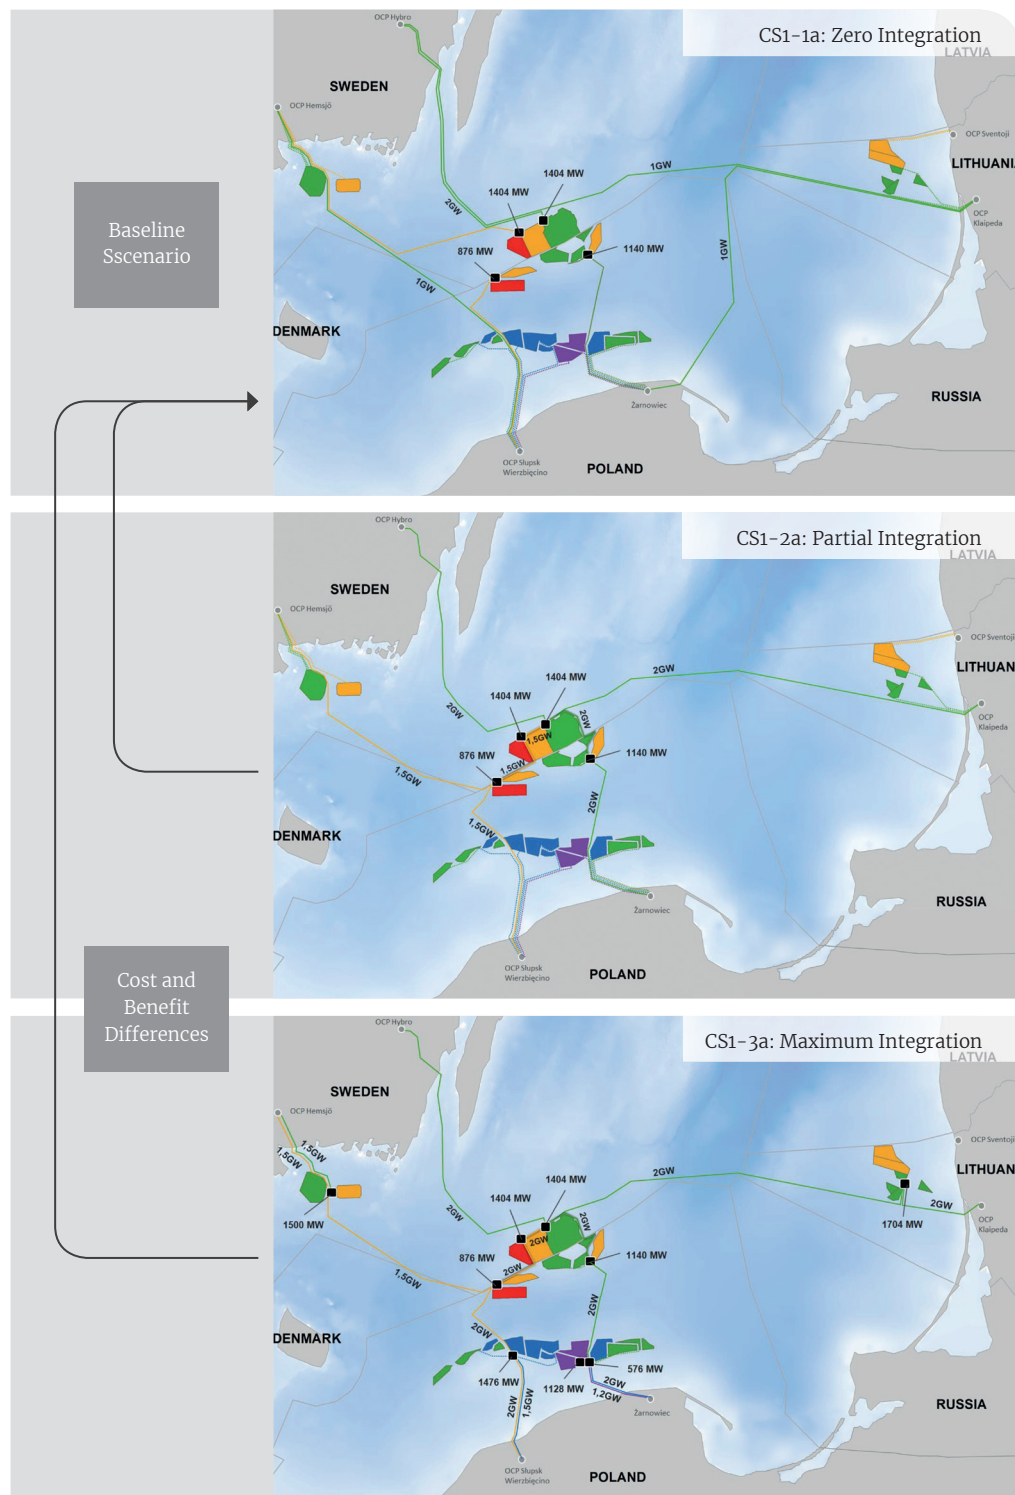 CS1-1a: Zero Integration
OCP Hybro
LATVIA
SWEDEN
OCP Hemsjö
OCP Sventoji
LITHUANIA
1GW
1404 MW
1404 MW
2GW
OCP
Klaipeda
Baseline
Sscenario
876 MW
1140 MW
1GW
1GW
DENMARK
RUSSIA
Żarnowiec
OCP Słupsk
Wierzbięcino
POLAND
CS1-2a: Partial Integration
OCP Hybro
LATVIA
SWEDEN
OCP Hemsjö
OCP Sventoji
LITHUAN
2GW
1404 MW
1404 MW
2GW
2GW
OCP
Klaipeda
1,5GW
876 MW
1140 MW
1,5GW
1,5GW
2GW
1,5GW
DENMARK
RUSSIA
Żarnowiec
OCP Słupsk
Wierzbięcino
POLAND
Cost and
Benefit
Differences
CS1-3a: Maximum Integration
OCP Hybro
LATVIA
SWEDEN
OCP Hemsjö
OCP Sventoji
1,5GW
1,5GW
LITHUAN
2GW
1404 MW
1404 MW
1500 MW
2GW
2GW
1704 MW
2GW
OCP
Klaipeda
2GW
876 MW
1140 MW
2GW
1,5GW
2GW
2GW
DENMARK
576 MW
1476 MW
1128 MW
2GW
1,2GW
2GW
1,5GW
Żarnowiec
RUSSIA
OCP Słupsk
Wierzbięcino
POLAND